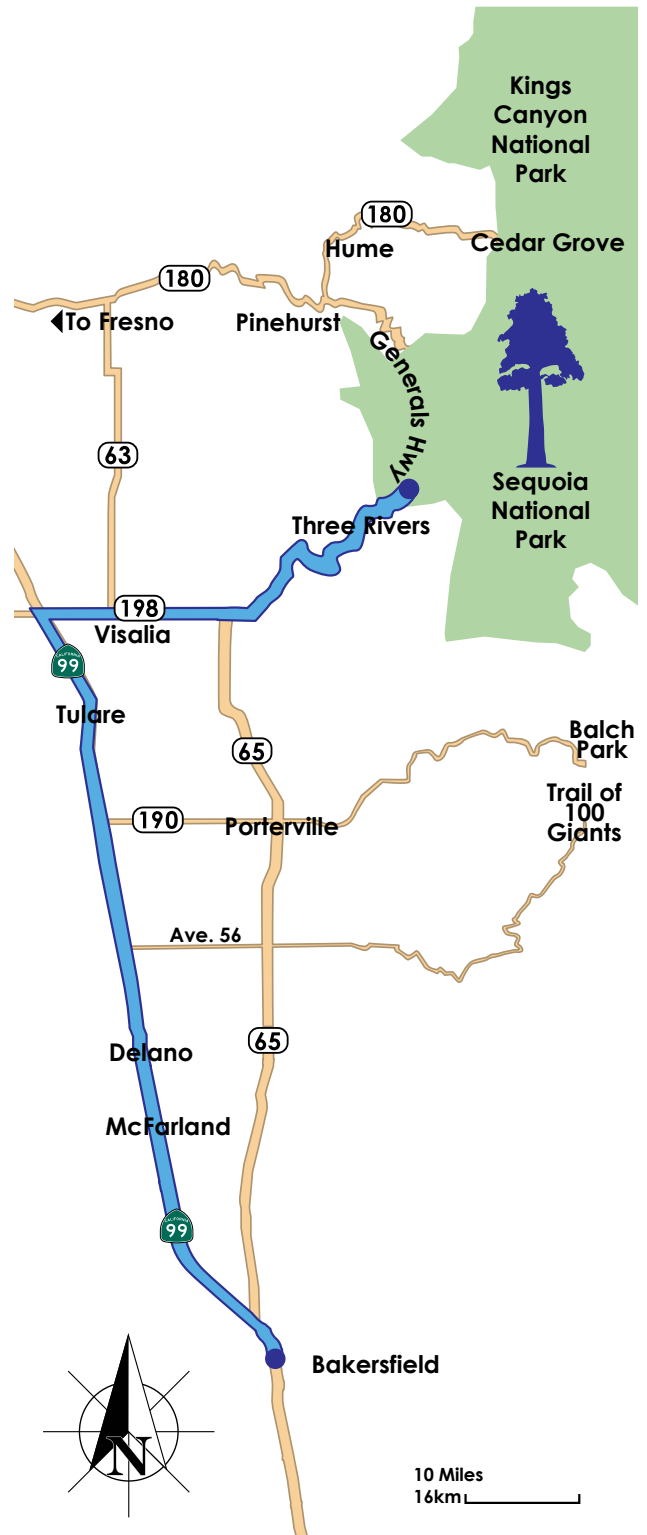 Kings
Canyon
National
Park
180
Hume
Cedar Grove
180
To Fresno
Pinehurst
Generals Hwy
63
Sequoia
National
Park
Three Rivers
198
Visalia
CALIFORNIA
99
Tulare
65
Balch
Park
Trail of
100
Giants
190
Porterville
Ave. 56
65
Delano
McFarland
CALIFORNIA
99
Bakersfield
N
10 Miles
16km